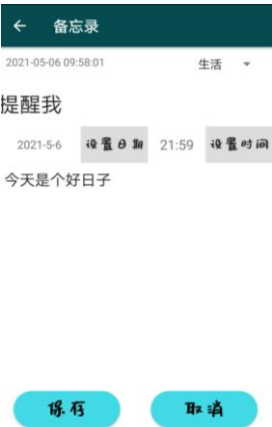 ← 备忘录
2021-05-06 09:58:01 生活
提醒我
2021-5-6 设置日期 21:59 设置时间
今天是个好日子
保存 取消